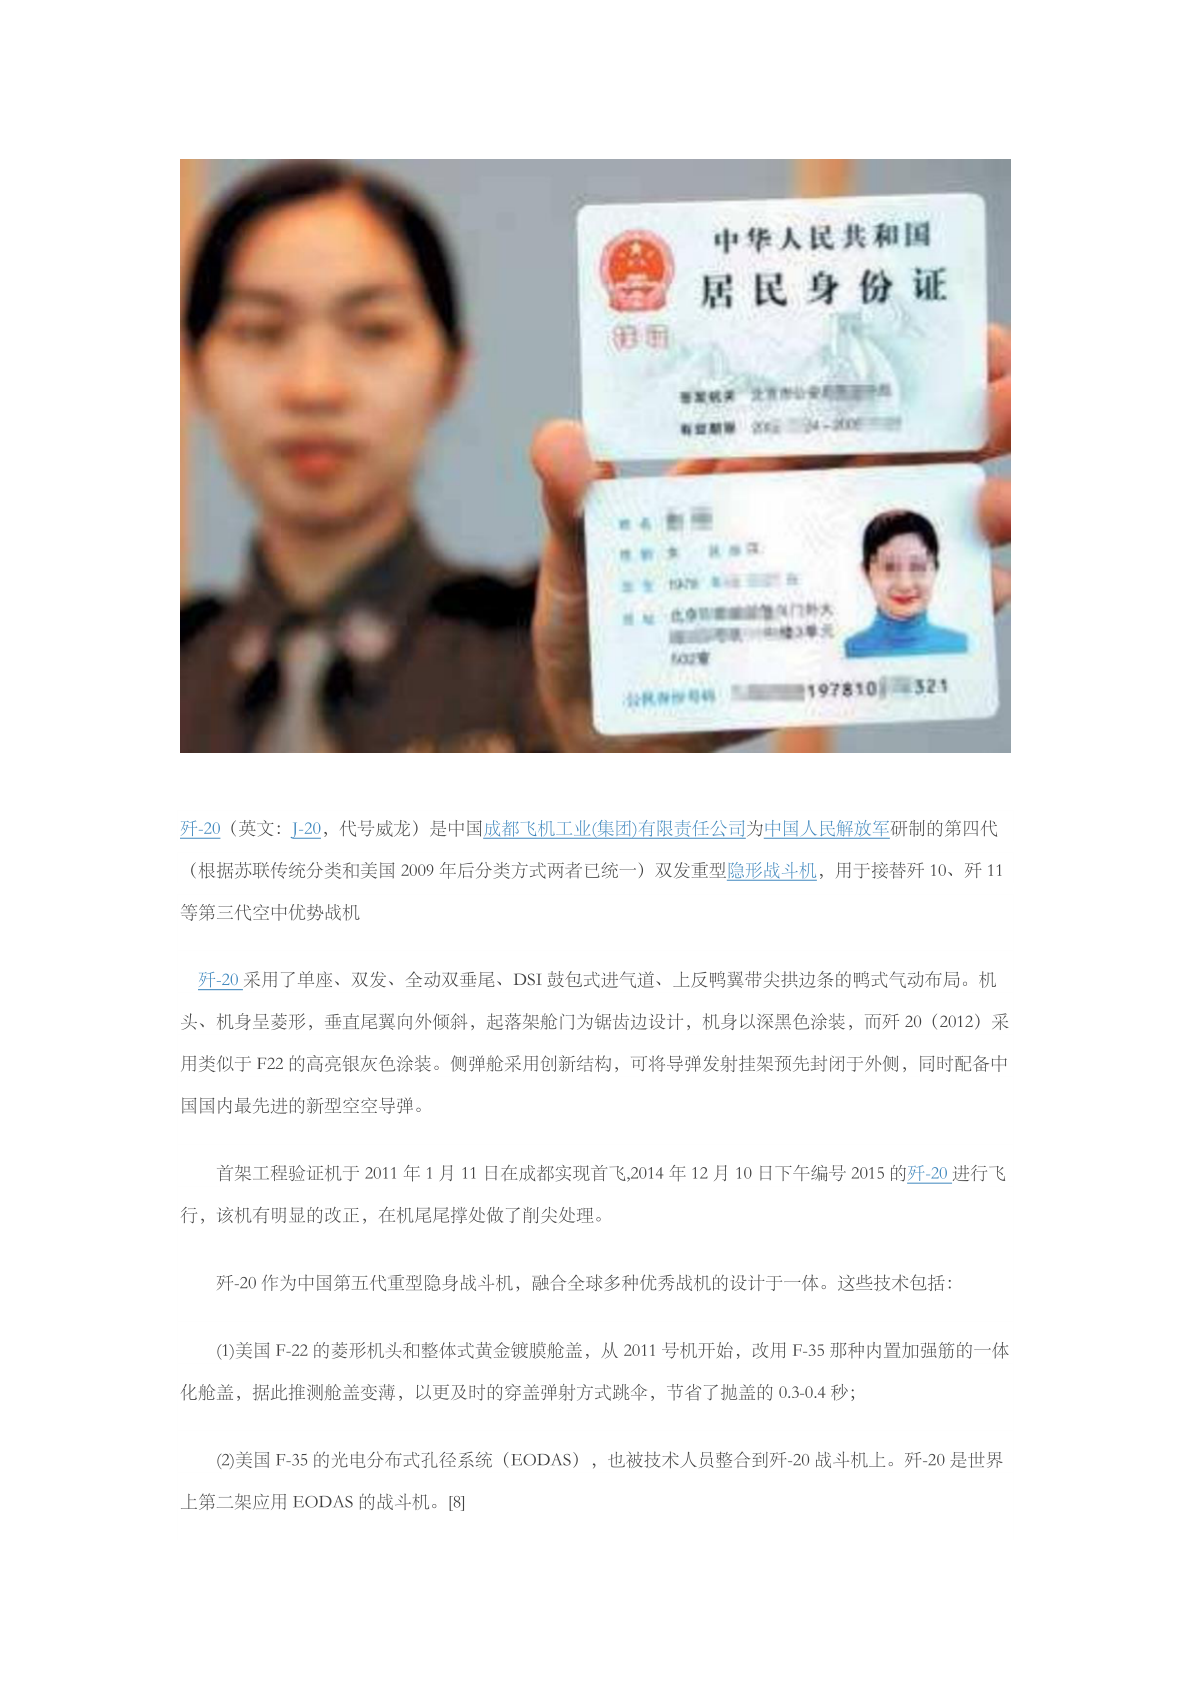 中华人民共和国
居民身份证
签发机关 北京市公安局
有效期限
姓名
性别 女 民族 汉
出生 1978 年
住址 北京
门外大
楼3单元
502室
公民身份号码 197810 321
歼-20（英文：J-20，代号威龙）是中国成都飞机工业(集团)有限责任公司为中国人民解放军研制的第四代
（根据苏联传统分类和美国 2009 年后分类方式两者已统一）双发重型隐形战斗机，用于接替歼 10、歼 11
等第三代空中优势战机
歼-20 采用了单座、双发、全动双垂尾、DSI 鼓包式进气道、上反鸭翼带尖拱边条的鸭式气动布局。机
头、机身呈菱形，垂直尾翼向外倾斜，起落架舱门为锯齿边设计，机身以深黑色涂装，而歼 20（2012）采
用类似于 F22 的高亮银灰色涂装。侧弹舱采用创新结构，可将导弹发射挂架预先封闭于外侧，同时配备中
国国内最先进的新型空空导弹。
首架工程验证机于 2011 年 1 月 11 日在成都实现首飞,2014 年 12 月 10 日下午编号 2015 的歼-20 进行飞
行，该机有明显的改正，在机尾尾撑处做了削尖处理。
歼-20 作为中国第五代重型隐身战斗机，融合全球多种优秀战机的设计于一体。这些技术包括：
(1)美国 F-22 的菱形机头和整体式黄金镀膜舱盖，从 2011 号机开始，改用 F-35 那种内置加强筋的一体
化舱盖，据此推测舱盖变薄，以更及时的穿盖弹射方式跳伞，节省了抛盖的 0.3-0.4 秒；
(2)美国 F-35 的光电分布式孔径系统（EODAS），也被技术人员整合到歼-20 战斗机上。歼-20 是世界
上第二架应用 EODAS 的战斗机。[8]